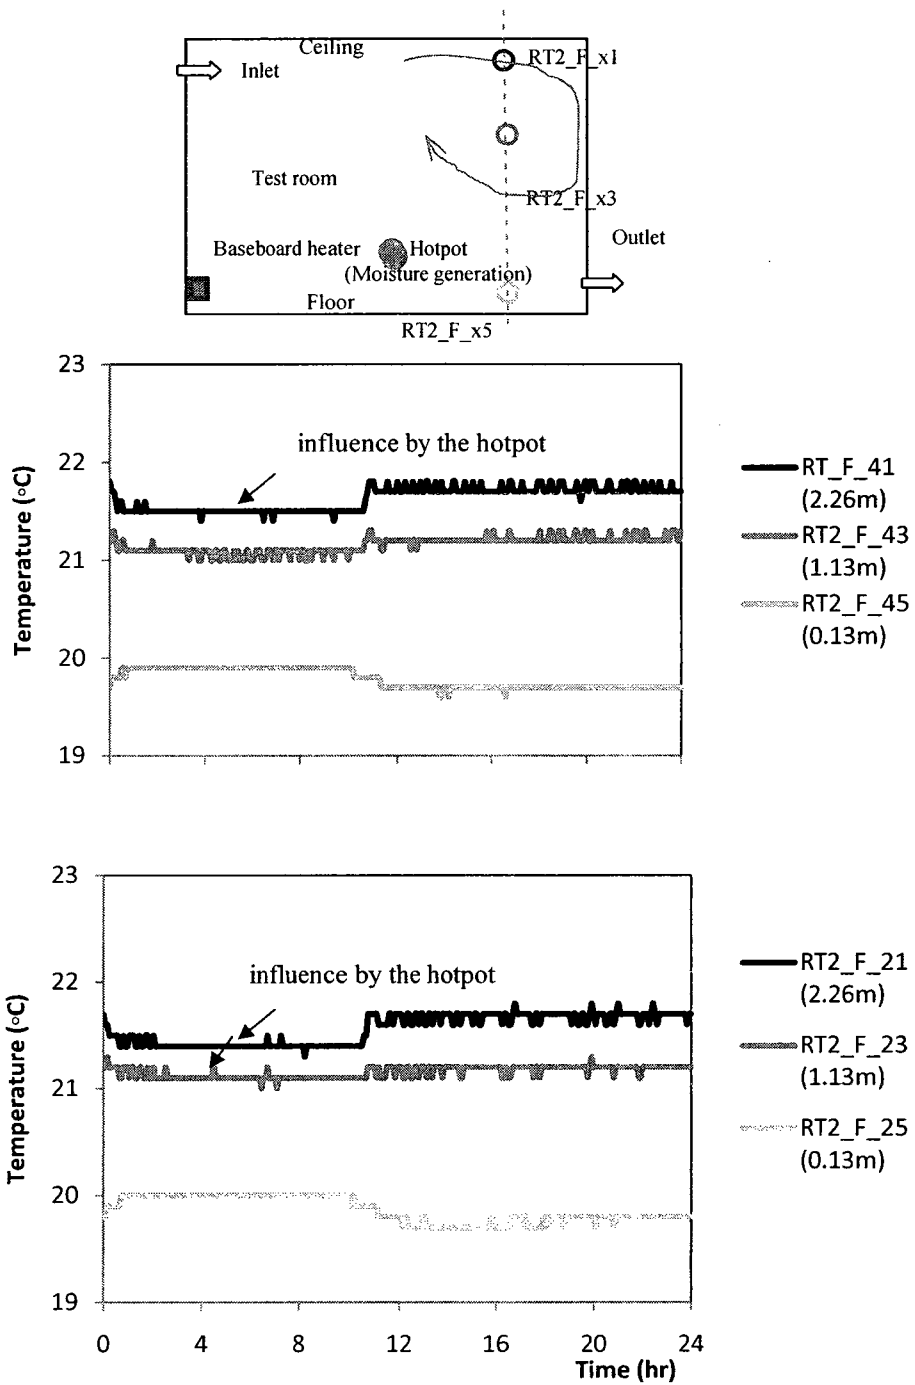 Ceiling
RT2_F_x1
Inlet
Test room
RT2_F_x3
Outlet
Baseboard heater
Hotpot
(Moisture generation)
Floor
RT2_F_x5
23
22
21
20
19
Temperature (°C)
influence by the hotpot
RT_F_41
(2.26m)
RT2_F_43
(1.13m)
RT2_F_45
(0.13m)
23
22
21
20
19
Temperature (°C)
influence by the hotpot
RT2_F_21
(2.26m)
RT2_F_23
(1.13m)
RT2_F_25
(0.13m)
0 4 8 12 16 20 24
Time (hr)